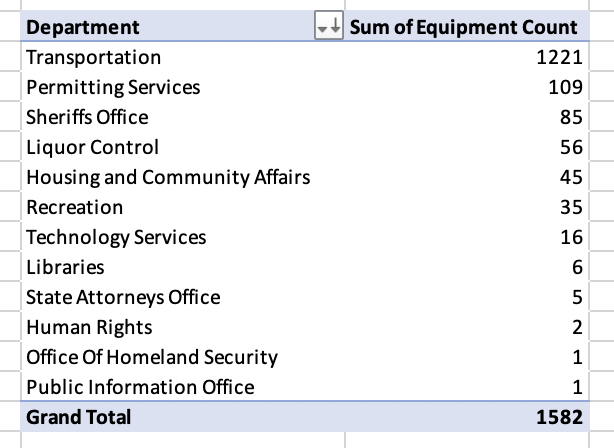 Department Sum of Equipment Count
Transportation 1221
Permitting Services 109
Sheriffs Office 85
Liquor Control 56
Housing and Community Affairs 45
Recreation 35
Technology Services 16
Libraries 6
State Attorneys Office 5
Human Rights 2
Office Of Homeland Security 1
Public Information Office 1
Grand Total 1582